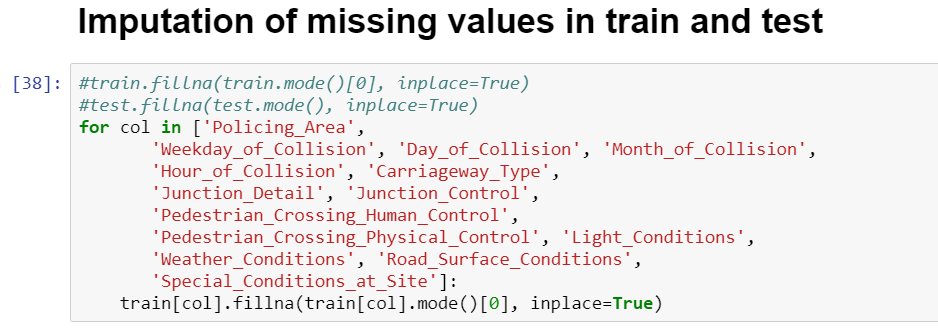 Imputation of missing values in train and test
[38]: #train.fillna(train.mode()[0], inplace=True)
#test.fillna(test.mode(), inplace=True)
for col in ['Policing_Area',
'Weekday_of_Collision', 'Day_of_Collision', 'Month_of_Collision',
'Hour_of_Collision', 'Carriageway_Type',
'Junction_Detail', 'Junction_Control',
'Pedestrian_Crossing_Human_Control',
'Pedestrian_Crossing_Physical_Control', 'Light_Conditions',
'Weather_Conditions', 'Road_Surface_Conditions',
'Special_Conditions_at_Site']:
train[col].fillna(train[col].mode()[0], inplace=True)